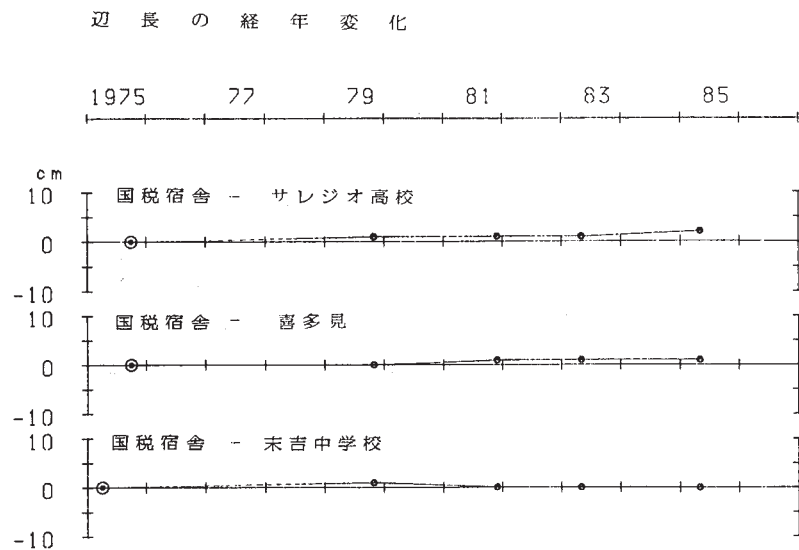 辺長の経年変化
1975 77 79 81 83 85
cm
10 国税宿舎 - サレジオ高校
0
-10
10 国税宿舎 - 喜多見
0
-10
10 国税宿舎 - 末吉中学校
0
-10